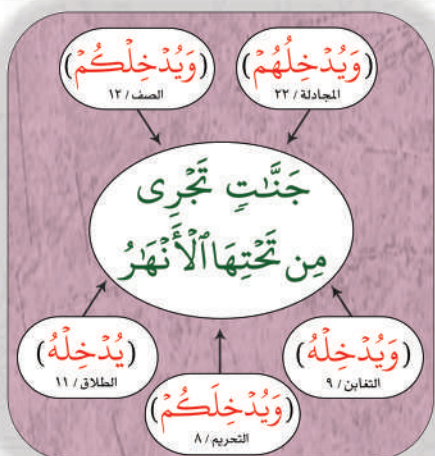 (وَيُدْخِلُهُمْ)
المجادلة / ٢٢
(وَيُدْخِلْكُمْ)
الصف / ١٢
جَنَّـٰتٍ تَجْرِى
مِن تَحْتِهَا ٱلْأَنْهَـٰرُ
(وَيُدْخِلْهُ)
التغابن / ٩
(وَيُدْخِلَكُمْ)
التحريم / ٨
(يُدْخِلْهُ)
الطلاق / ١١